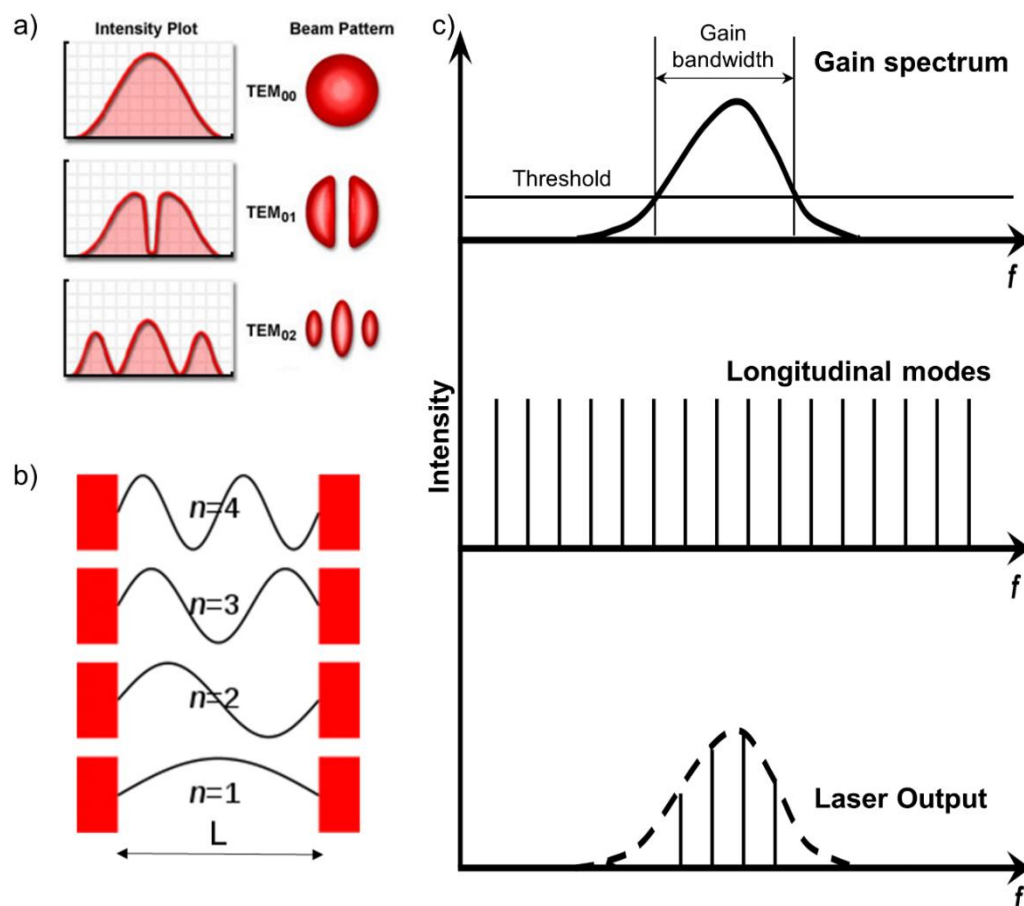 a)
Intensity Plot
Beam Pattern
TEM00
TEM01
TEM02
b)
n=4
n=3
n=2
n=1
L
c)
Gain
bandwidth
Gain spectrum
Threshold
f
Longitudinal modes
Intensity
f
Laser Output
f